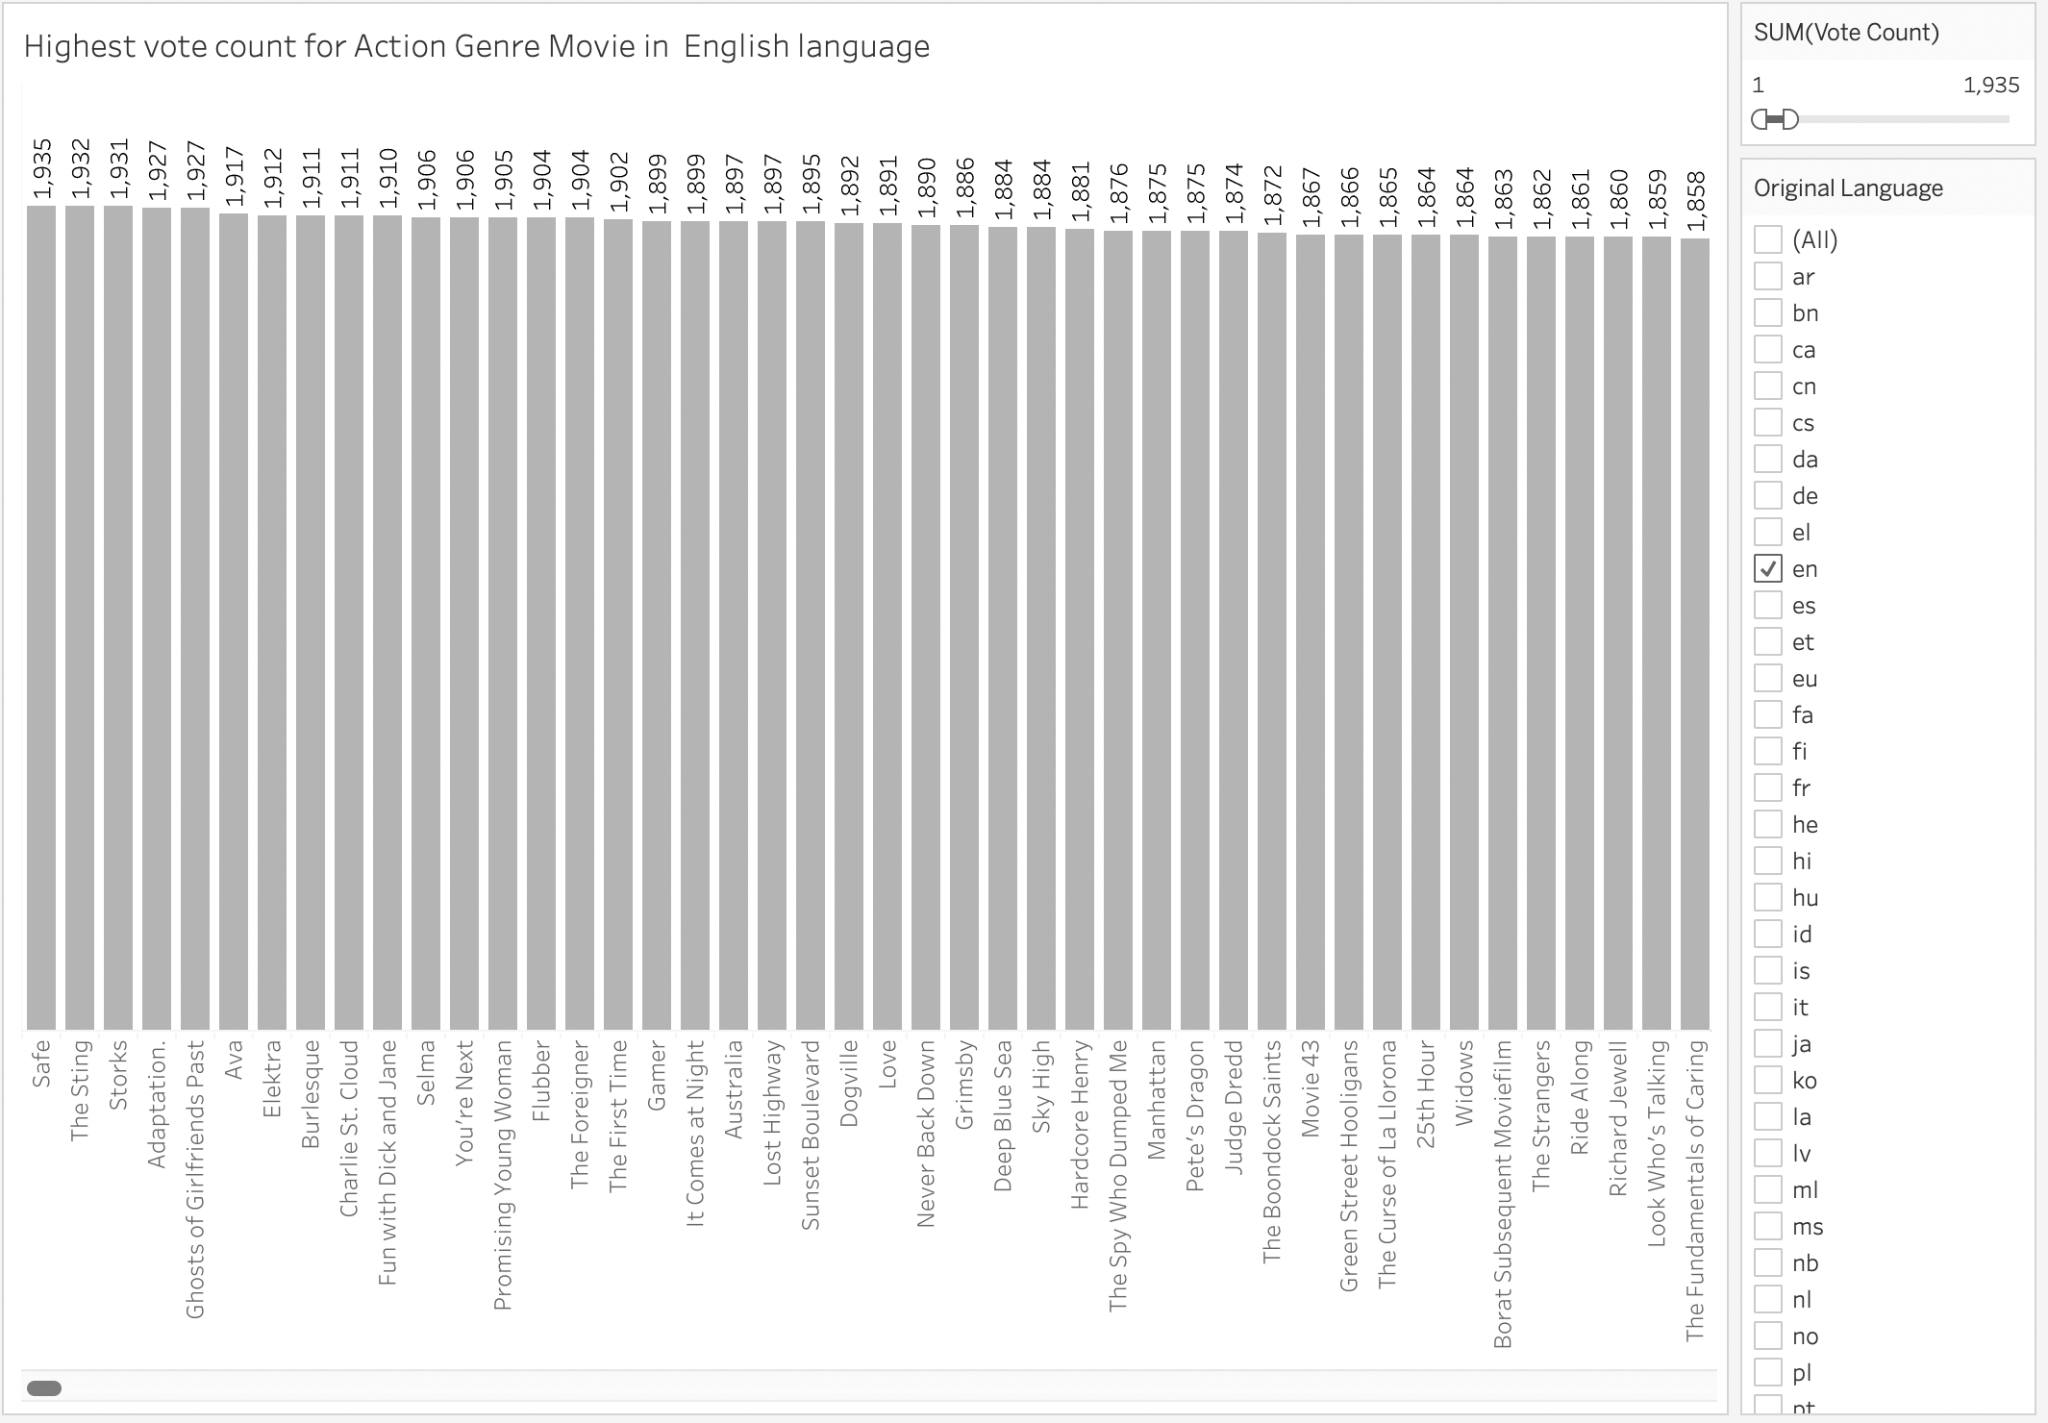 Highest vote count for Action Genre Movie in  English language
1,935
1,932
1,931
1,927
1,927
1,917
1,912
1,911
1,911
1,910
1,906
1,906
1,905
1,904
1,904
1,902
1,899
1,899
1,897
1,897
1,895
1,892
1,891
1,890
1,886
1,884
1,884
1,881
1,876
1,875
1,875
1,874
1,872
1,867
1,866
1,865
1,864
1,864
1,863
1,862
1,861
1,860
1,859
1,858
Safe
The Sting
Storks
Adaptation.
Ghosts of Girlfriends Past
Ava
Elektra
Burlesque
Charlie St. Cloud
Fun with Dick and Jane
Selma
You're Next
Promising Young Woman
Flubber
The Foreigner
The First Time
Gamer
It Comes at Night
Australia
Lost Highway
Sunset Boulevard
Dogville
Love
Never Back Down
Grimsby
Deep Blue Sea
Sky High
Hardcore Henry
The Spy Who Dumped Me
Manhattan
Pete's Dragon
Judge Dredd
The Boondock Saints
Movie 43
Green Street Hooligans
The Curse of La Llorona
25th Hour
Widows
Borat Subsequent Moviefilm
The Strangers
Ride Along
Richard Jewell
Look Who's Talking
The Fundamentals of Caring
SUM(Vote Count)
1 1,935
Original Language
(All)
ar
bn
ca
cn
cs
da
de
el
en
es
et
eu
fa
fi
fr
he
hi
hu
id
is
it
ja
ko
la
lv
ml
ms
nb
nl
no
pl
pt